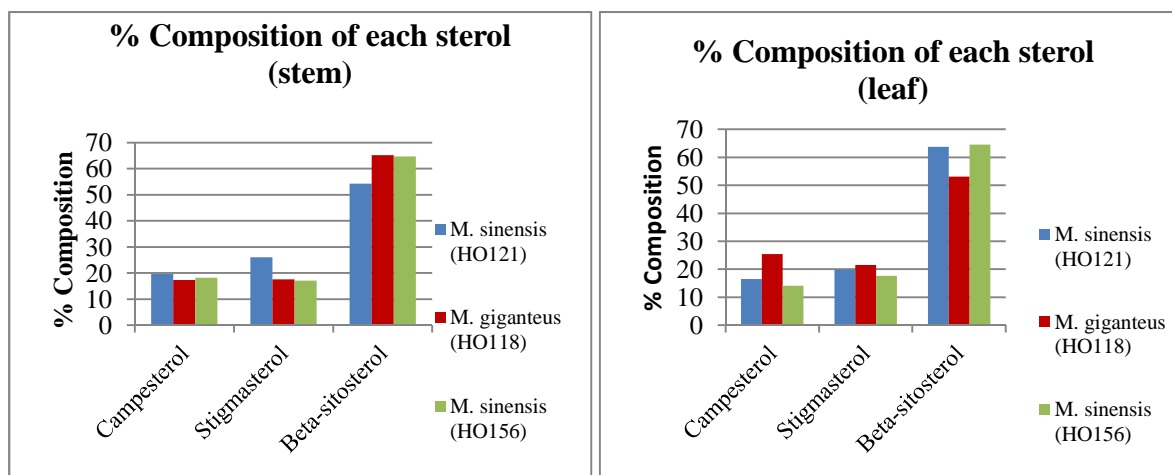 % Composition of each sterol
(stem)
% Composition
70
60
50
40
30
20
10
0
Campesterol
Stigmasterol
Beta-sitosterol
M. sinensis
(HO121)
M. giganteus
(HO118)
M. sinensis
(HO156)
% Composition of each sterol
(leaf)
% Composition
70
60
50
40
30
20
10
0
Campesterol
Stigmasterol
Beta-sitosterol
M. sinensis
(HO121)
M. giganteus
(HO118)
M. sinensis
(HO156)